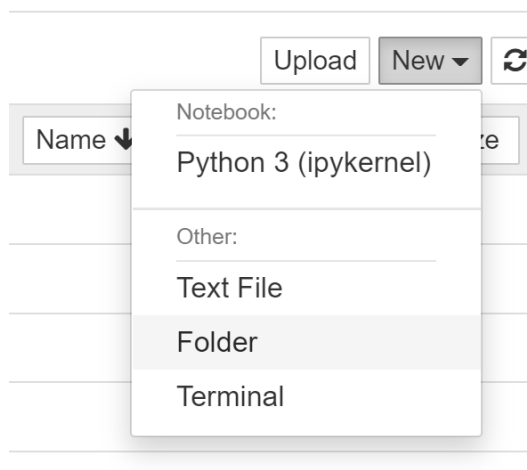 Upload New
Name
Notebook:
Python 3 (ipykernel)
Other:
Text File
Folder
Terminal